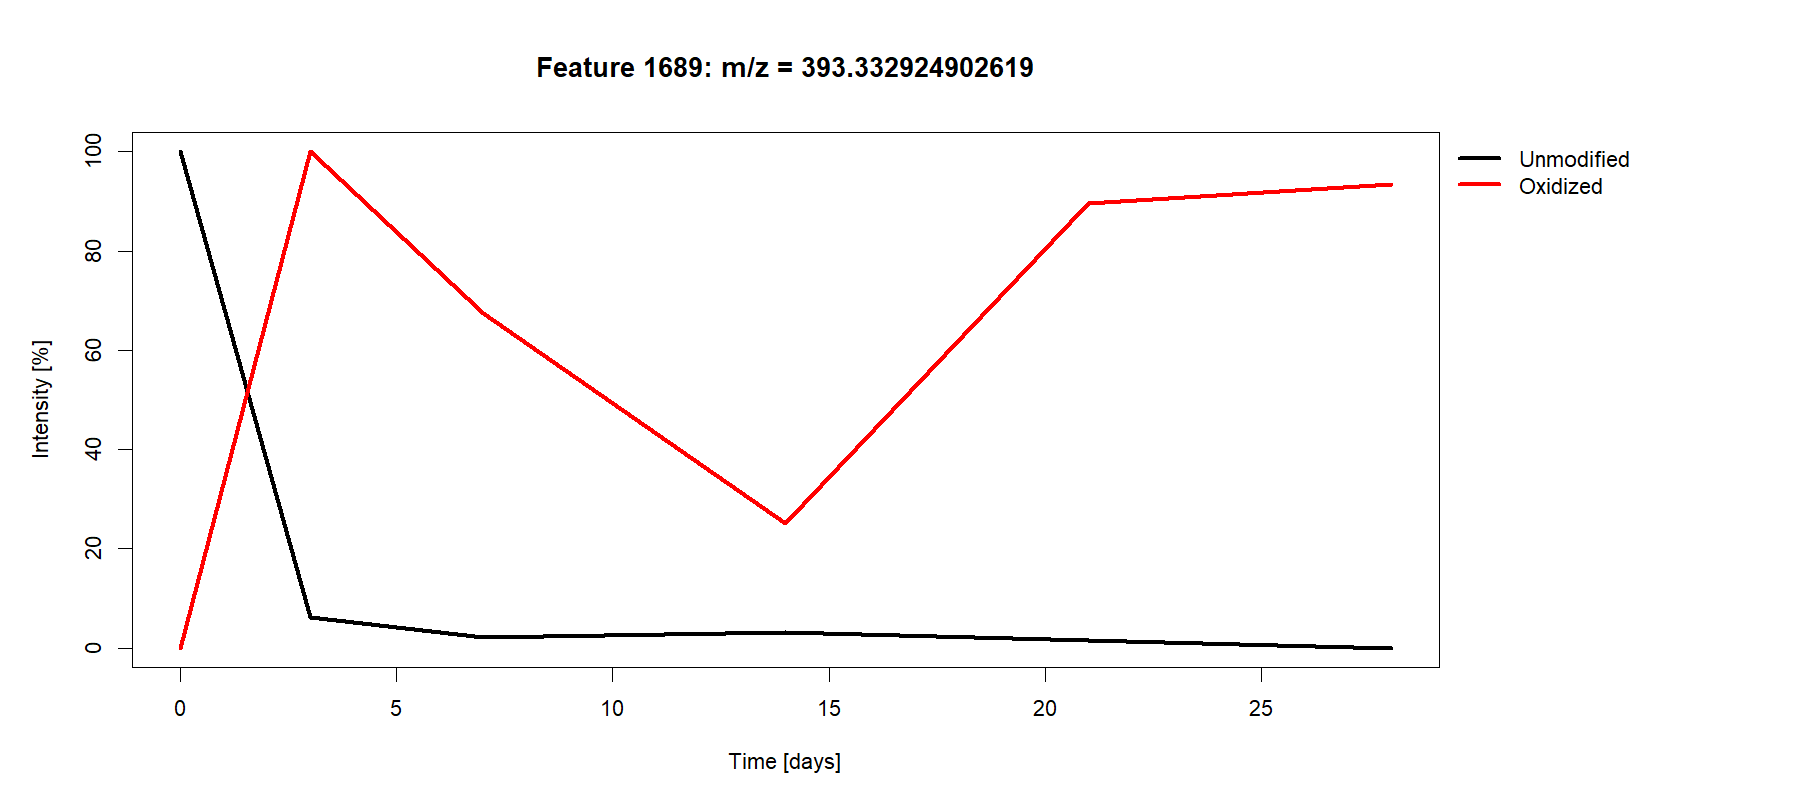 Feature 1689: m/z = 393.332924902619
Unmodified
Oxidized
Intensity [%]
100
80
60
40
20
0
0 5 10 15 20 25
Time [days]